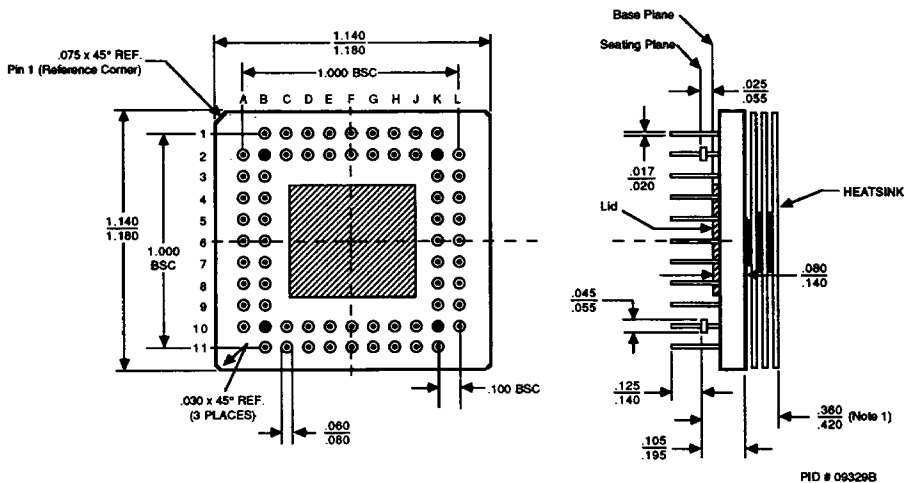 Base Plane
Seating Plane
1.140
1.180
.075 x 45° REF.
Pin 1 (Reference Corner)
1.000 BSC
.025
.055
A B C D E F G H J K L
1
2
3
4
5
6
7
8
9
10
11
1.140
1.180
1.000
BSC
.017
.020
HEATSINK
Lid
.080
.140
.045
.055
.030 x 45° REF.
(3 PLACES)
.100 BSC
.060
.080
.125
.140
.360
.420 (Note 1)
.105
.195
PID # 09329B